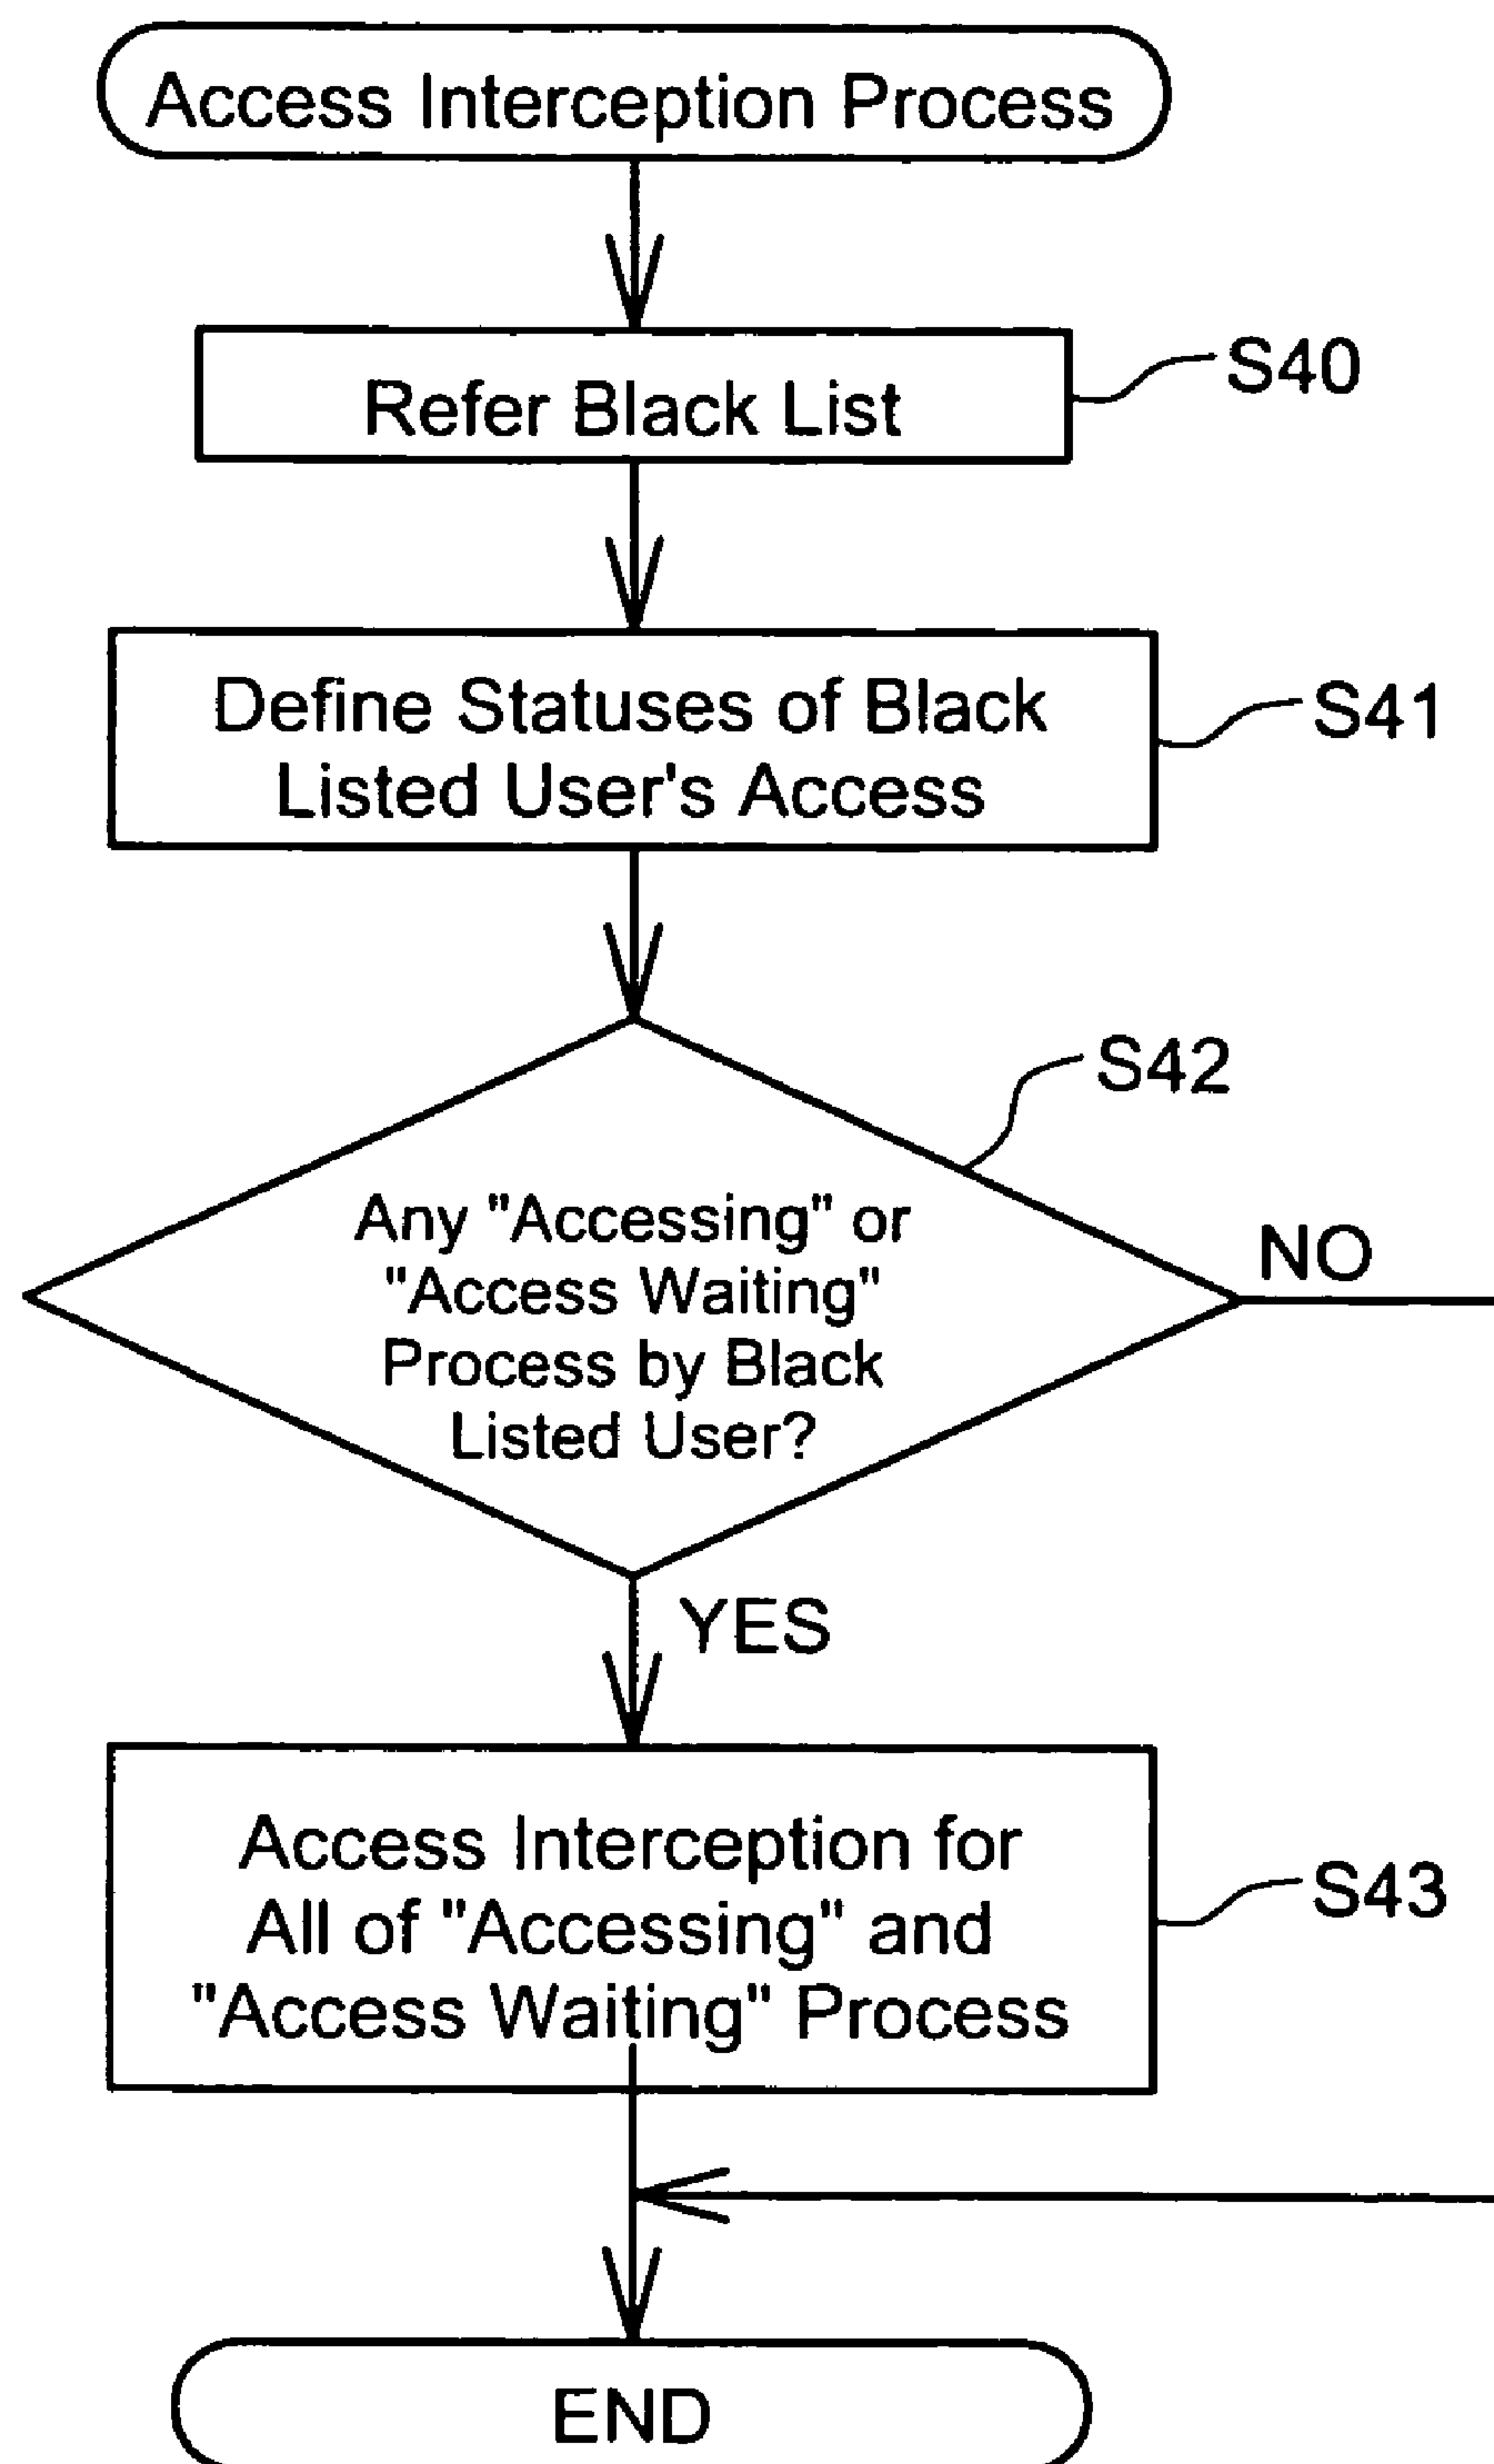 Access Interception Process
Refer Black List
S40
Define Statuses of Black
Listed User's Access
S41
S42
Any "Accessing" or
"Access Waiting"
Process by Black
Listed User?
NO
YES
Access Interception for
All of "Accessing" and
"Access Waiting" Process
S43
END